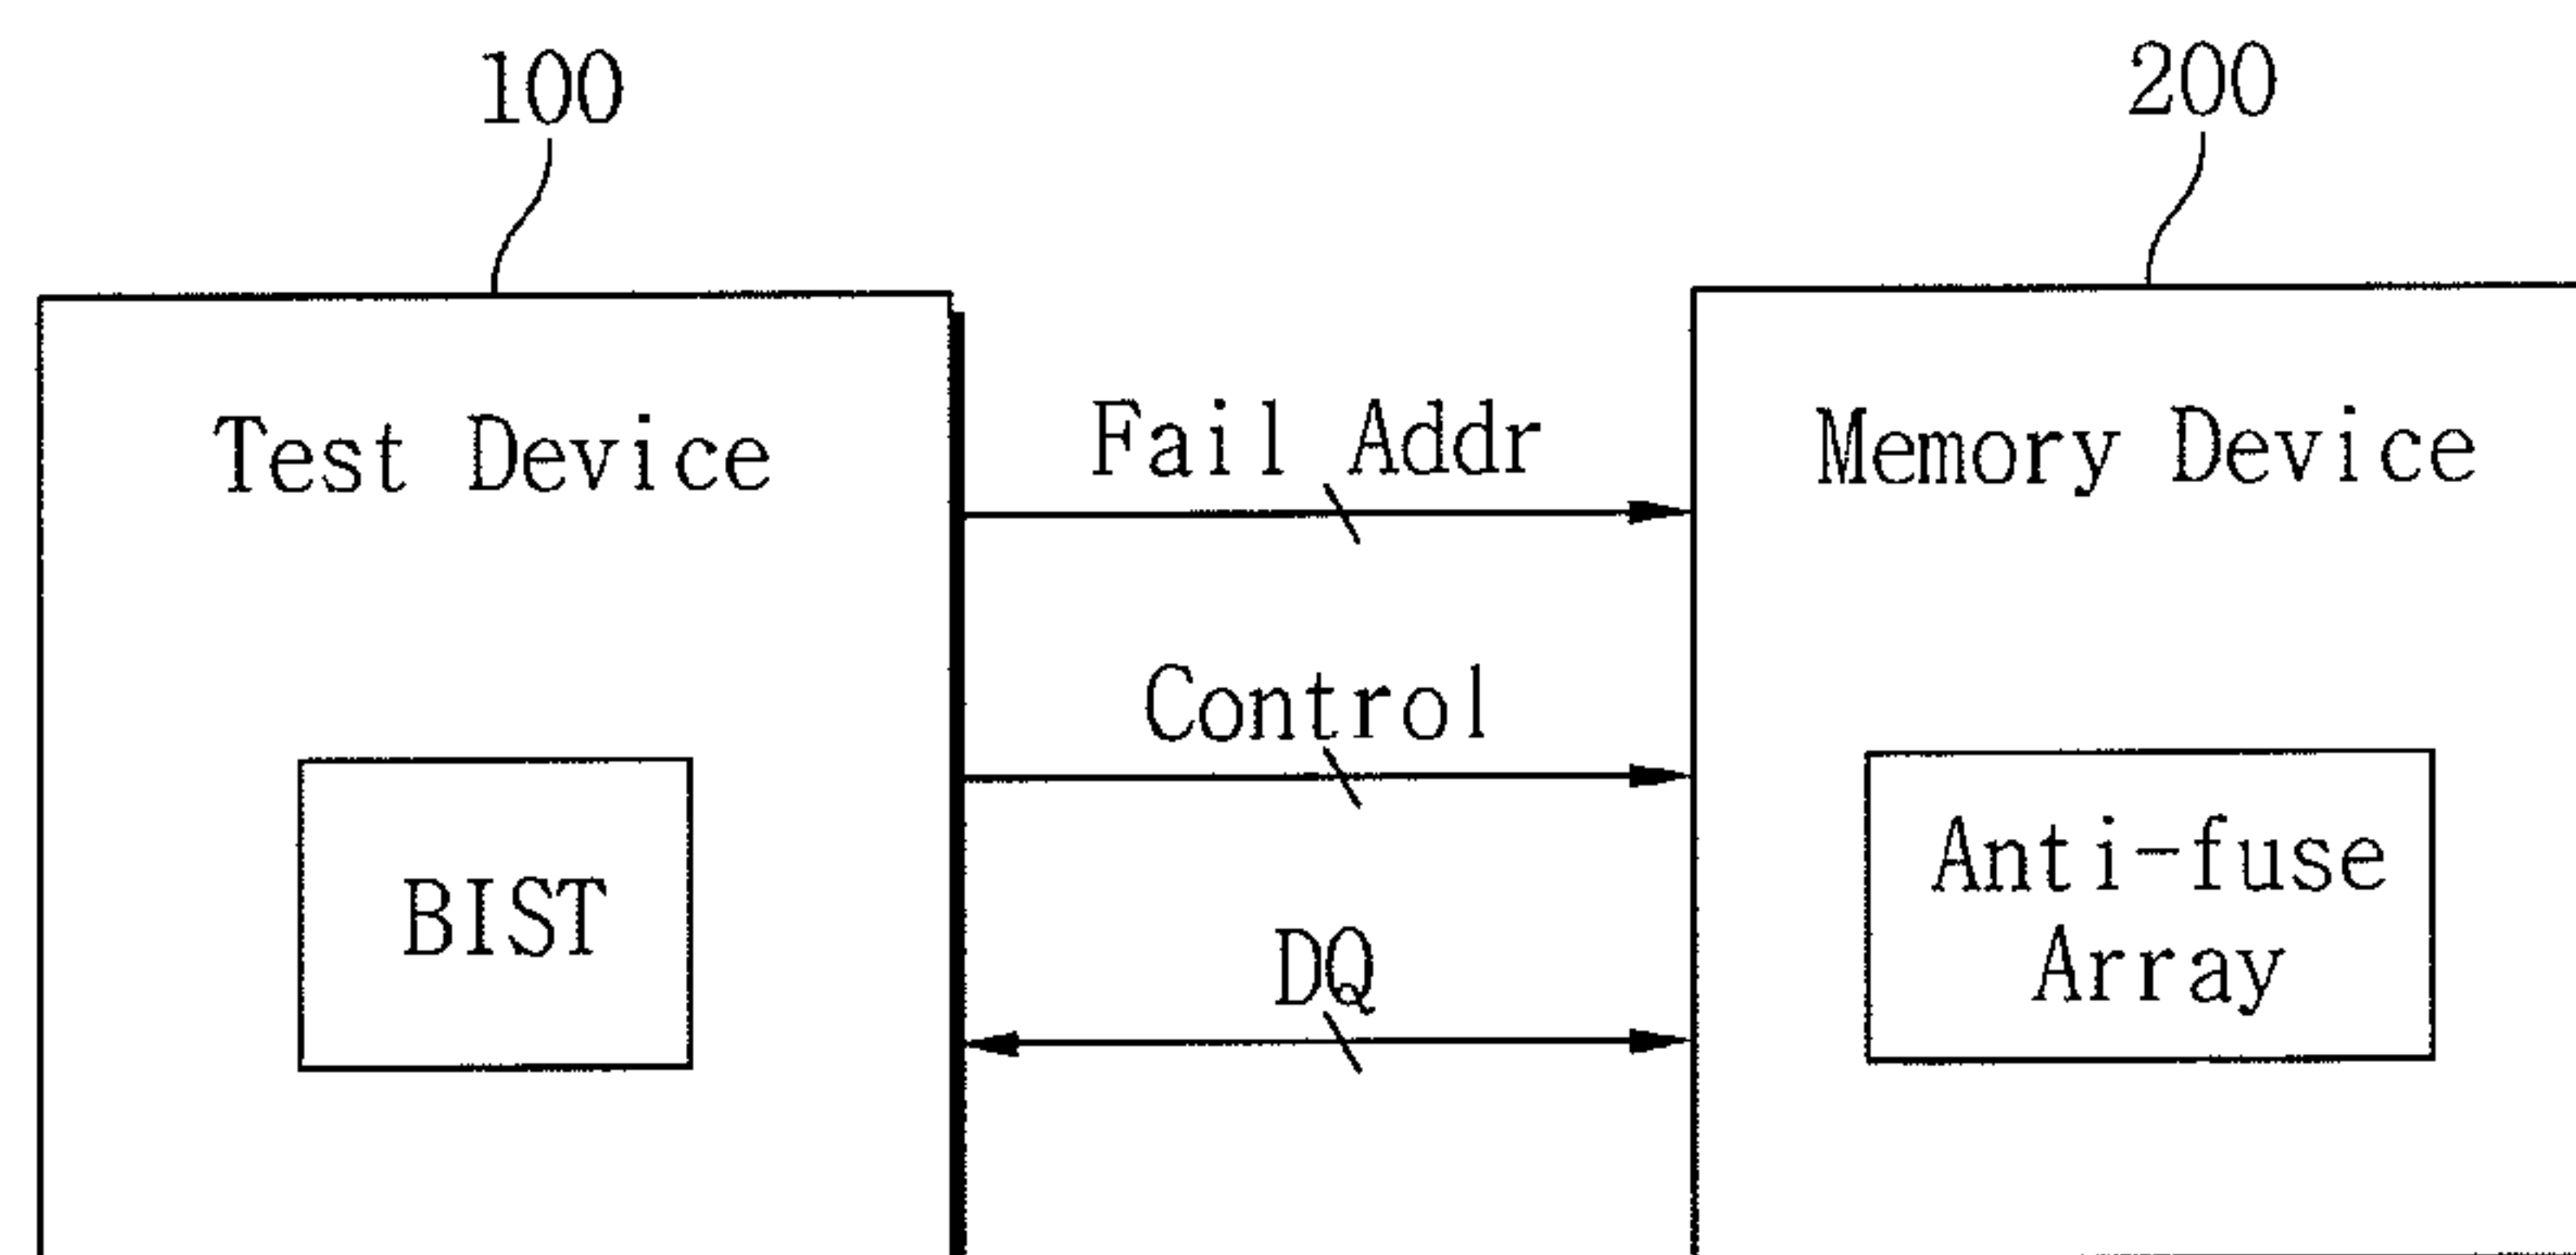 100
200
Test Device
Fail Addr
Memory Device
Control
BIST
DQ
Anti-fuse
Array